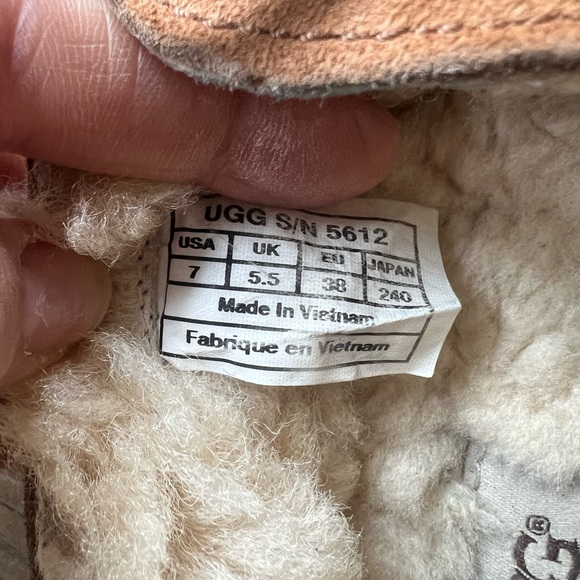 UGG S/N 5612
USA UK EU JAPAN
7 5.5 38 240
Made In Vietnam
Fabrique en Vietnam
G®